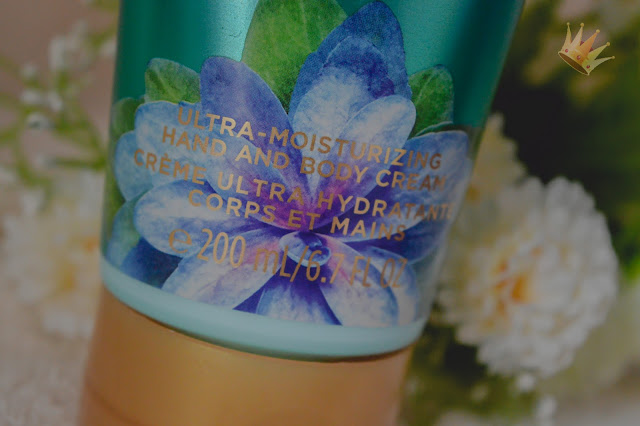 ULTRA-MOISTURIZING
HAND AND BODY CREAM
CRÈME ULTRA HYDRATANTE
CORPS ET MAINS
e 200 mL/6.7 FL OZ